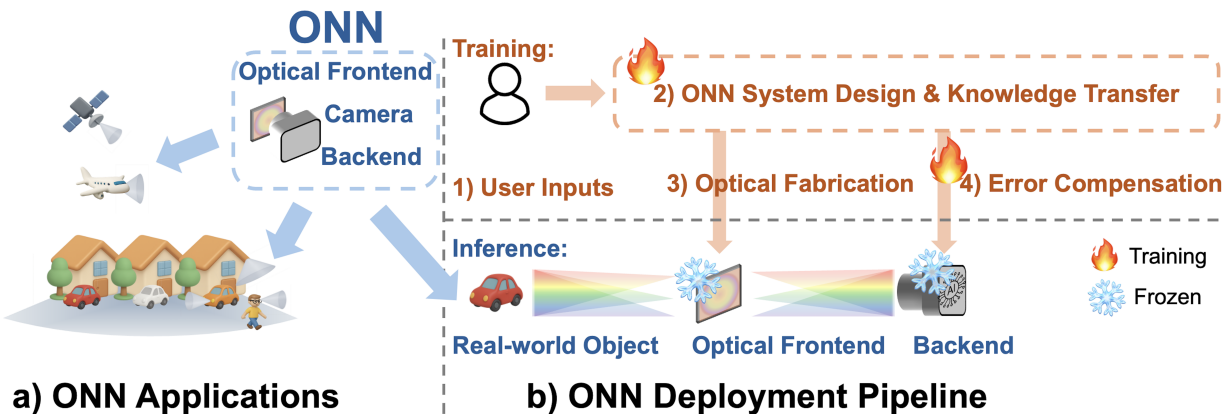 ONN
Optical Frontend
Camera
Backend
a) ONN Applications
Training:
2) ONN System Design & Knowledge Transfer
1) User Inputs
3) Optical Fabrication
4) Error Compensation
Inference:
AI
Training
Frozen
Real-world Object
Optical Frontend
Backend
b) ONN Deployment Pipeline